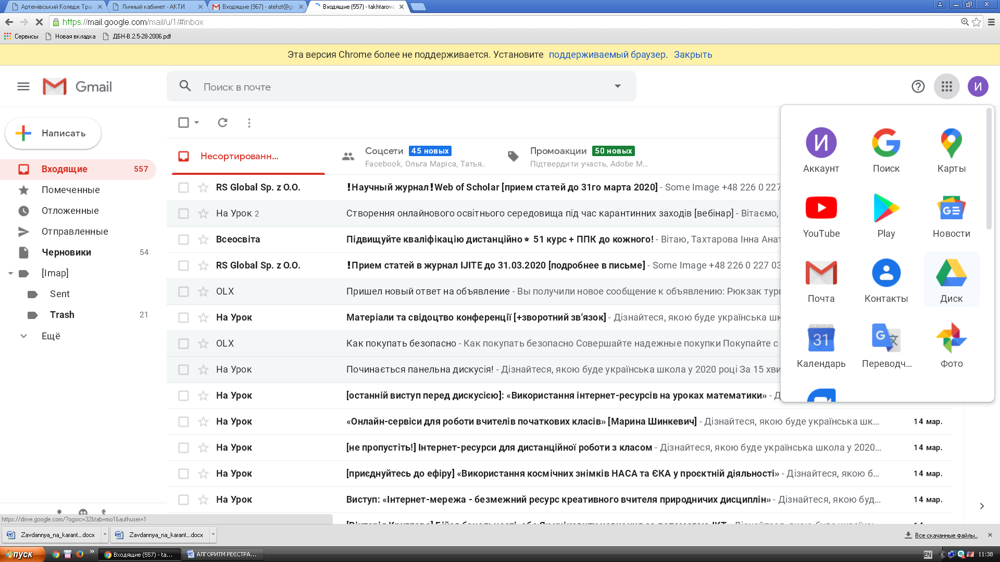 Артемівський Коледж Тра
Личный кабинет - АКТИ
Входящие (967) - atehzt@g
Входящие (557) - takhtarova
https://mail.google.com/mail/u/1/#inbox
Сервисы
Новая вкладка
ДБН-В.2.5-28-2006.pdf
Эта версия Chrome более не поддерживается. Установите поддерживаемый браузер. Закрыть
Gmail
Поиск в почте
И
Написать
Входящие 557
Помеченные
Отложенные
Отправленные
Черновики 54
[Imap]
Sent
Trash 21
Ещё
Несортированн...
Соцсети 45 новых
Facebook, Ольга Маріса, Татья..
Промоакции 50 новых
Підтвердити участь, Adobe M...
RS Global Sp. z O.O. ❗Научный журнал❗Web of Scholar [прием статей до 31го марта 2020] - Some Image +48 226 0 227
На Урок 2 Створення онлайнового освітнього середовища під час карантинних заходів [вебінар] - Вітаємо,
Всеосвіта Підвищуйте кваліфікацію дистанційно⭐ 51 курс + ППК до кожного! - Вітаю, Тахтарова Інна Анат
RS Global Sp. z O.O. ❗Прием статей в журнал IJITE до 31.03.2020 [подробнее в письме] - Some Image +48 226 0 227 03
OLX Пришел новый ответ на объявление - Вы получили новое сообщение к объявлению: Рюкзак тур
На Урок Матеріали та свідоцтво конференції [+зворотний зв'язок] - Дізнайтеся, якою буде українська шк
OLX Как покупать безопасно - Как покупать безопасно Совершайте надежные покупки Покупайте с
На Урок Починається панельна дискусія! - Дізнайтеся, якою буде українська школа у 2020 році За 15 хви
На Урок [останній виступ перед дискусією]: «Використання інтернет-ресурсів на уроках математики» - Д
На Урок «Онлайн-сервіси для роботи вчителів початкових класів» [Марина Шинкевич] - Дізнайтеся, якою буде українська шк... 14 мар.
На Урок [не пропустіть!] Інтернет-ресурси для дистанційної роботи з класом - Дізнайтеся, якою буде українська школа у 2020... 14 мар.
На Урок [приєднуйтесь до ефіру] «Використання космічних знімків НАСА та ЄКА у проєктній діяльності» - Дізнайтеся, якою б... 14 мар.
На Урок Виступ: «Інтернет-мережа - безмежний ресурс креативного вчителя природничих дисциплін» - Дізнайтеся, якою буд... 14 мар.
И
Аккаунт
Поиск
Карты
YouTube
Play
GE
Новости
Почта
Контакты
Диск
31
Календарь
G
Переводч...
Фото
https://drive.google.com/?ogsrc=32&tab=mo1&authuser=1
Zavdannya_na_karant....docx
Zavdannya_na_karant....docx
Все скачанные файлы...
пуск
Входящие (557) - ta...
АЛГОРИТМ РЕЄСТРА...
EN
11:38